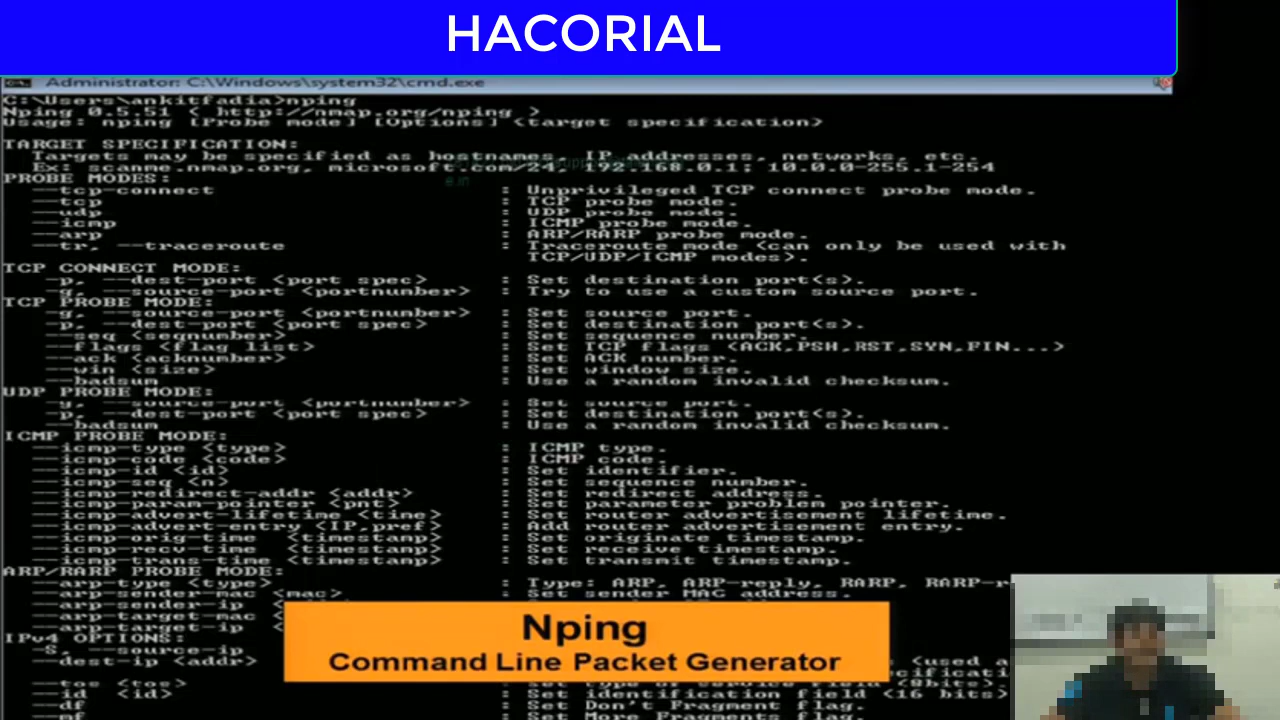 HACORIAL
Administrator: C:\Windows\system32\cmd.exe
C:\Users\ankitfadia>nping
Nping 0.5.51 ( http://nmap.org/nping )
Usage: nping [Probe mode] [Options] {target specification}
TARGET SPECIFICATION:
Targets may be specified as hostnames, IP addresses, networks, etc.
Ex: scanme.nmap.org, microsoft.com/24, 192.168.0.1; 10.0.0-255.1-254
PROBE MODES:
--tcp-connect : Unprivileged TCP connect probe mode.
--tcp : TCP probe mode.
--udp : UDP probe mode.
--icmp : ICMP probe mode.
--arp : ARP/RARP probe mode.
--tr, --traceroute : Traceroute mode (can only be used with
TCP/UDP/ICMP modes).
TCP CONNECT MODE:
-p, --dest-port <port spec> : Set destination port(s).
-g, --source-port <portnumber> : Try to use a custom source port.
TCP PROBE MODE:
-g, --source-port <portnumber> : Set source port.
-p, --dest-port <port spec> : Set destination port(s).
--seq <seqnumber> : Set sequence number.
--flags <flag list> : Set TCP flags (ACK,PSH,RST,SYN,FIN...)
--ack <acknumber> : Set ACK number.
--win <size> : Set window size.
--badsum : Use a random invalid checksum.
UDP PROBE MODE:
-g, --source-port <portnumber> : Set source port.
-p, --dest-port <port spec> : Set destination port(s).
--badsum : Use a random invalid checksum.
ICMP PROBE MODE:
--icmp-type <type> : ICMP type.
--icmp-code <code> : ICMP code.
--icmp-id <id> : Set identifier.
--icmp-seq <n> : Set sequence number.
--icmp-redirect-addr <addr> : Set redirect address.
--icmp-param-pointer <pnt> : Set parameter problem pointer.
--icmp-advert-lifetime <time> : Set router advertisement lifetime.
--icmp-advert-entry <IP,pref> : Add router advertisement entry.
--icmp-orig-time <timestamp> : Set originate timestamp.
--icmp-recv-time <timestamp> : Set receive timestamp.
--icmp-trans-time <timestamp> : Set transmit timestamp.
ARP/RARP PROBE MODE:
--arp-type <type> : Type: ARP, ARP-reply, RARP, RARP-r
--arp-sender-mac <mac> : Set sender MAC address.
--arp-sender-ip
--arp-target-mac
--arp-target-ip
Nping
Command Line Packet Generator
IPv4 OPTIONS:
-S, --source-ip
--dest-ip <addr> (used a
--tos <tos> : Set type of service field (8bits).
--id <id> : Set identification field (16 bits)
--df : Set Don't Fragment flag.
--mf : Set More Fragments flag.